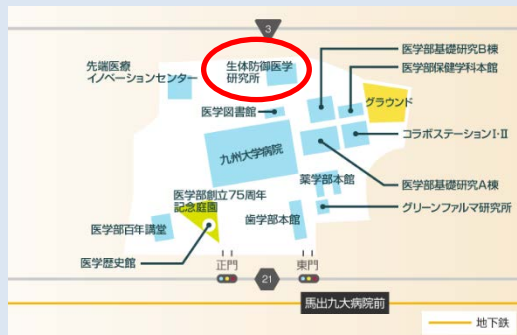 3
先端医療
イノベーションセンター
生体防御医学
研究所
医学部基礎研究B棟
医学部保健学科本館
グラウンド
医学図書館
コラボステーションI・II
九州大学病院
薬学部本館
医学部基礎研究A棟
医学部創立75周年
記念庭園
グリーンファルマ研究所
歯学部本館
医学部百年講堂
医学歴史館
正門
東門
21
馬出九大病院前
地下鉄